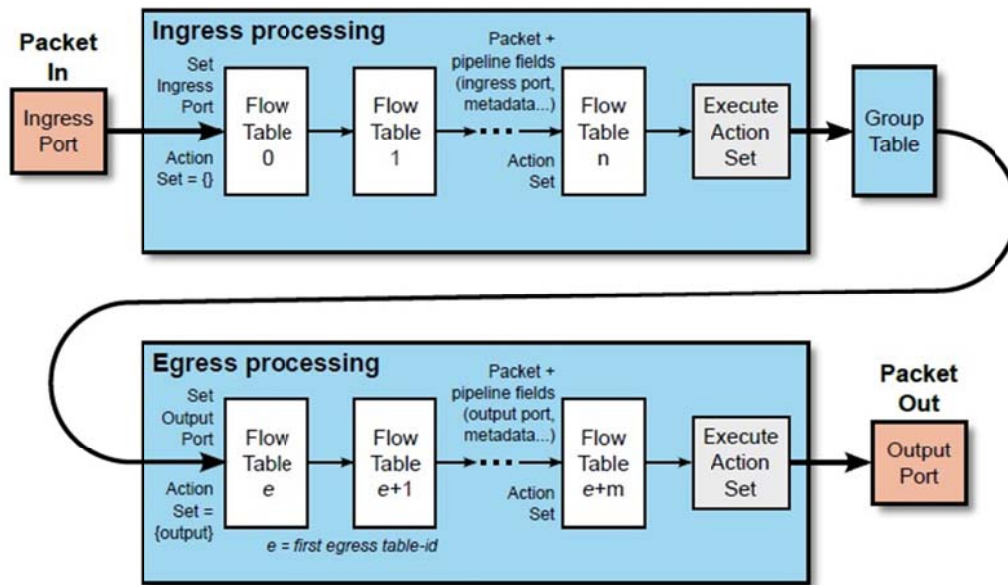 Ingress processing
Packet
In
Ingress
Port
Set
Ingress
Port
Action
Set = {}
Flow
Table
0
Flow
Table
1
Packet +
pipeline fields
(ingress port,
metadata...)
Action
Set
Flow
Table
n
Execute
Action
Set
Group
Table
Egress processing
Set
Output
Port
Action
Set =
{output}
Flow
Table
e
Flow
Table
e+1
e = first egress table-id
Packet +
pipeline fields
(output port,
metadata...)
Action
Set
Flow
Table
e+m
Execute
Action
Set
Packet
Out
Output
Port